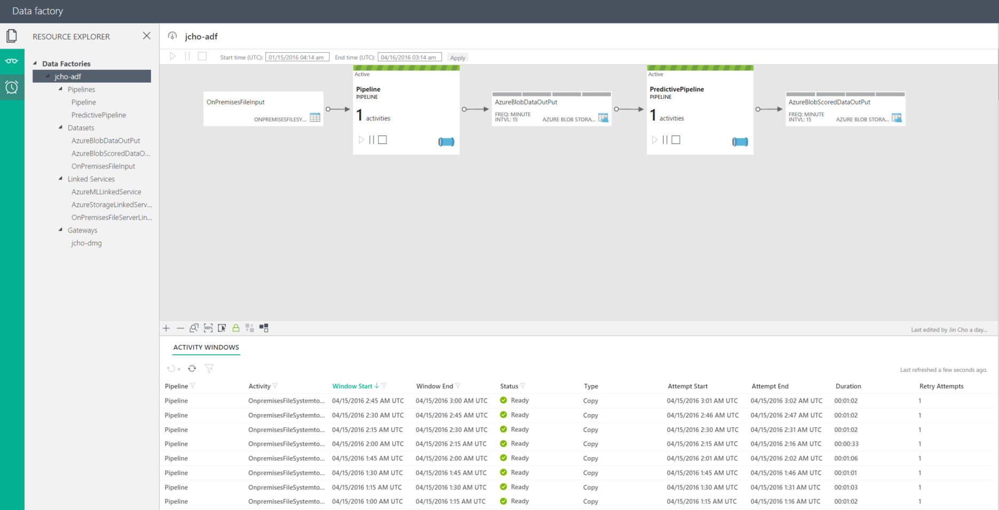 Data factory
RESOURCE EXPLORER
Data Factories
jcho-adf
Pipelines
Pipeline
PredictivePipeline
Datasets
AzureBlobDataOutPut
AzureBlobScoredDataO...
OnPremisesFileInput
Linked Services
AzureMLLinkedService
AzureStorageLinkedServ...
OnPremisesFileServerLin...
Gateways
jcho-dmg
jcho-adf
Start time (UTC): 01/15/2016 04:14 am End time (UTC): 04/16/2016 03:14 am Apply
OnPremisesFileInput
ONPREMISESFILESY...
Active
Pipeline
PIPELINE
1 activities
AzureBlobDataOutPut
FREQ: MINUTE
INTVL: 15 AZURE BLOB STORA...
Active
PredictivePipeline
PIPELINE
1 activities
AzureBlobScoredDataOutPut
FREQ: MINUTE
INTVL: 15 AZURE BLOB STORA...
100%
Last edited by Jin Cho a day...
ACTIVITY WINDOWS
Last refreshed a few seconds ago.
Pipeline Activity Window Start Window End Status Type Attempt Start Attempt End Duration Retry Attempts
Pipeline OnpremisesFileSystemto... 04/15/2016 2:45 AM UTC 04/15/2016 3:00 AM UTC Ready Copy 04/15/2016 3:01 AM UTC 04/15/2016 3:02 AM UTC 00:01:02 1
Pipeline OnpremisesFileSystemto... 04/15/2016 2:30 AM UTC 04/15/2016 2:45 AM UTC Ready Copy 04/15/2016 2:46 AM UTC 04/15/2016 2:47 AM UTC 00:01:02 1
Pipeline OnpremisesFileSystemto... 04/15/2016 2:15 AM UTC 04/15/2016 2:30 AM UTC Ready Copy 04/15/2016 2:30 AM UTC 04/15/2016 2:31 AM UTC 00:01:02 1
Pipeline OnpremisesFileSystemto... 04/15/2016 2:00 AM UTC 04/15/2016 2:15 AM UTC Ready Copy 04/15/2016 2:15 AM UTC 04/15/2016 2:16 AM UTC 00:00:33 1
Pipeline OnpremisesFileSystemto... 04/15/2016 1:45 AM UTC 04/15/2016 2:00 AM UTC Ready Copy 04/15/2016 2:01 AM UTC 04/15/2016 2:02 AM UTC 00:01:06 1
Pipeline OnpremisesFileSystemto... 04/15/2016 1:30 AM UTC 04/15/2016 1:45 AM UTC Ready Copy 04/15/2016 1:45 AM UTC 04/15/2016 1:46 AM UTC 00:01:01 1
Pipeline OnpremisesFileSystemto... 04/15/2016 1:15 AM UTC 04/15/2016 1:30 AM UTC Ready Copy 04/15/2016 1:30 AM UTC 04/15/2016 1:31 AM UTC 00:01:03 1
Pipeline OnpremisesFileSystemto... 04/15/2016 1:00 AM UTC 04/15/2016 1:15 AM UTC Ready Copy 04/15/2016 1:15 AM UTC 04/15/2016 1:16 AM UTC 00:01:02 1